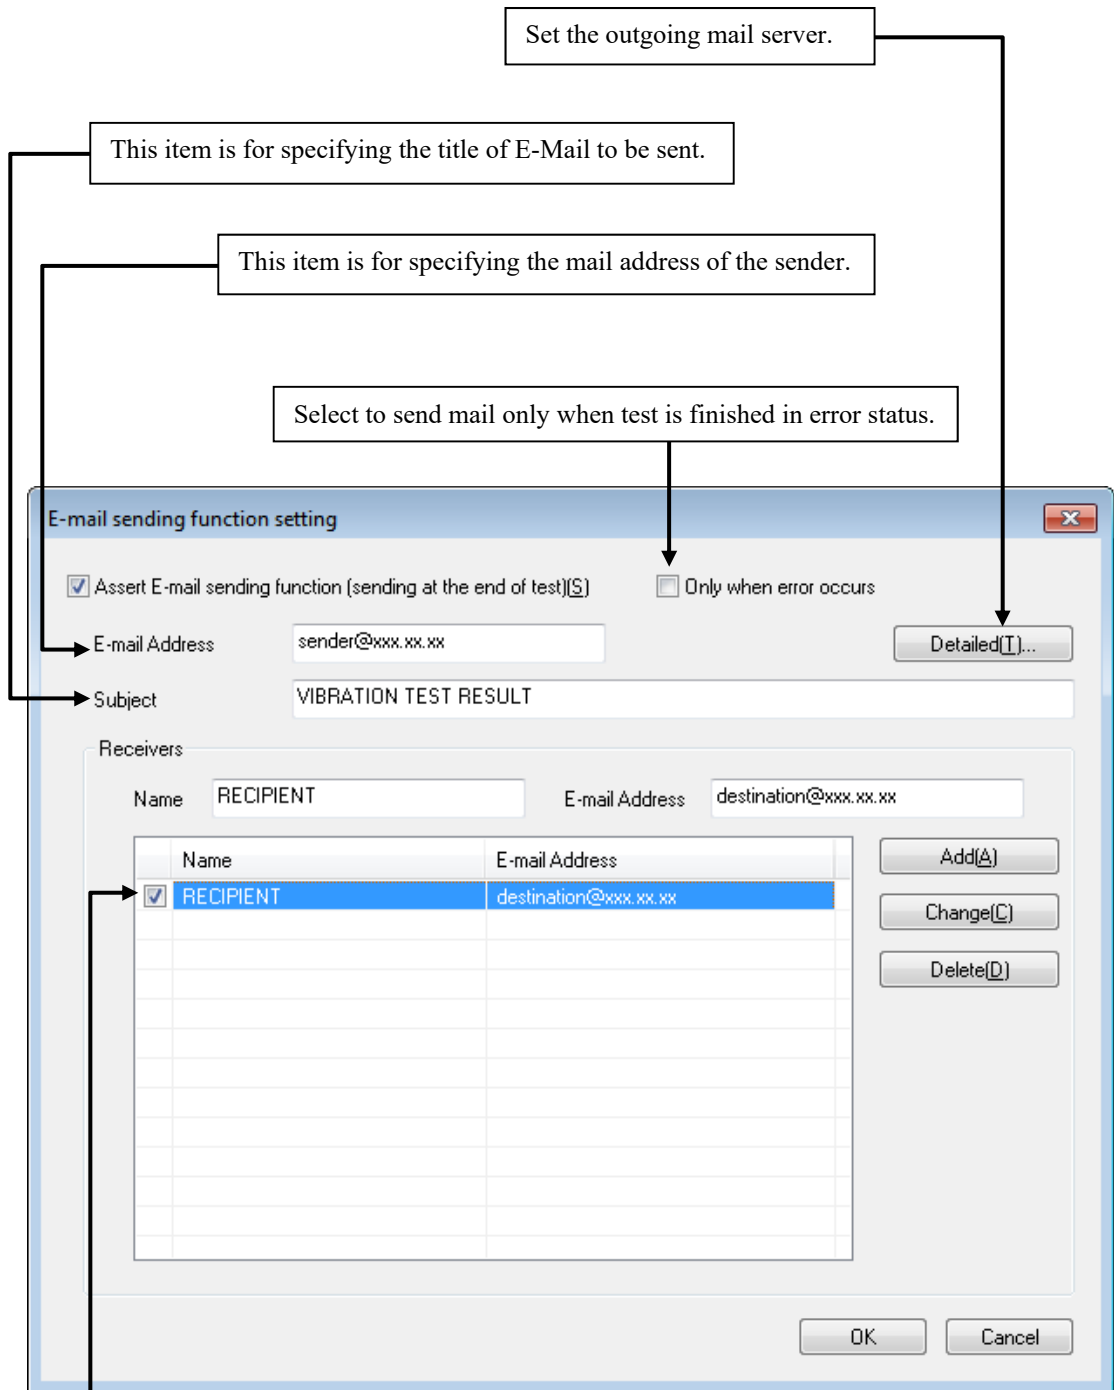 Set the outgoing mail server.
This item is for specifying the title of E-Mail to be sent.
This item is for specifying the mail address of the sender.
Select to send mail only when test is finished in error status.
E-mail sending function setting
Assert E-mail sending function (sending at the end of test)(S) Only when error occurs
E-mail Address sender@xxx.xx.xx Detailed(T)...
Subject VIBRATION TEST RESULT
Receivers
Name RECIPIENT E-mail Address destination@xxx.xx.xx
Name E-mail Address Add(A)
RECIPIENT destination@xxx.xx.xx
Change(C)
Delete(D)
OK Cancel